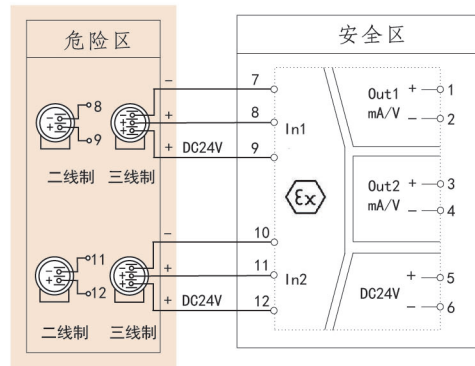 危险区
安全区
8
9
二线制
三线制
−
+
+ DC24V
7
8
9
In1
Out1
mA/V
+ 1
− 2
Ex
Out2
mA/V
+ 3
− 4
11
12
二线制
三线制
−
+
+ DC24V
10
11
12
In2
DC24V
+ 5
− 6